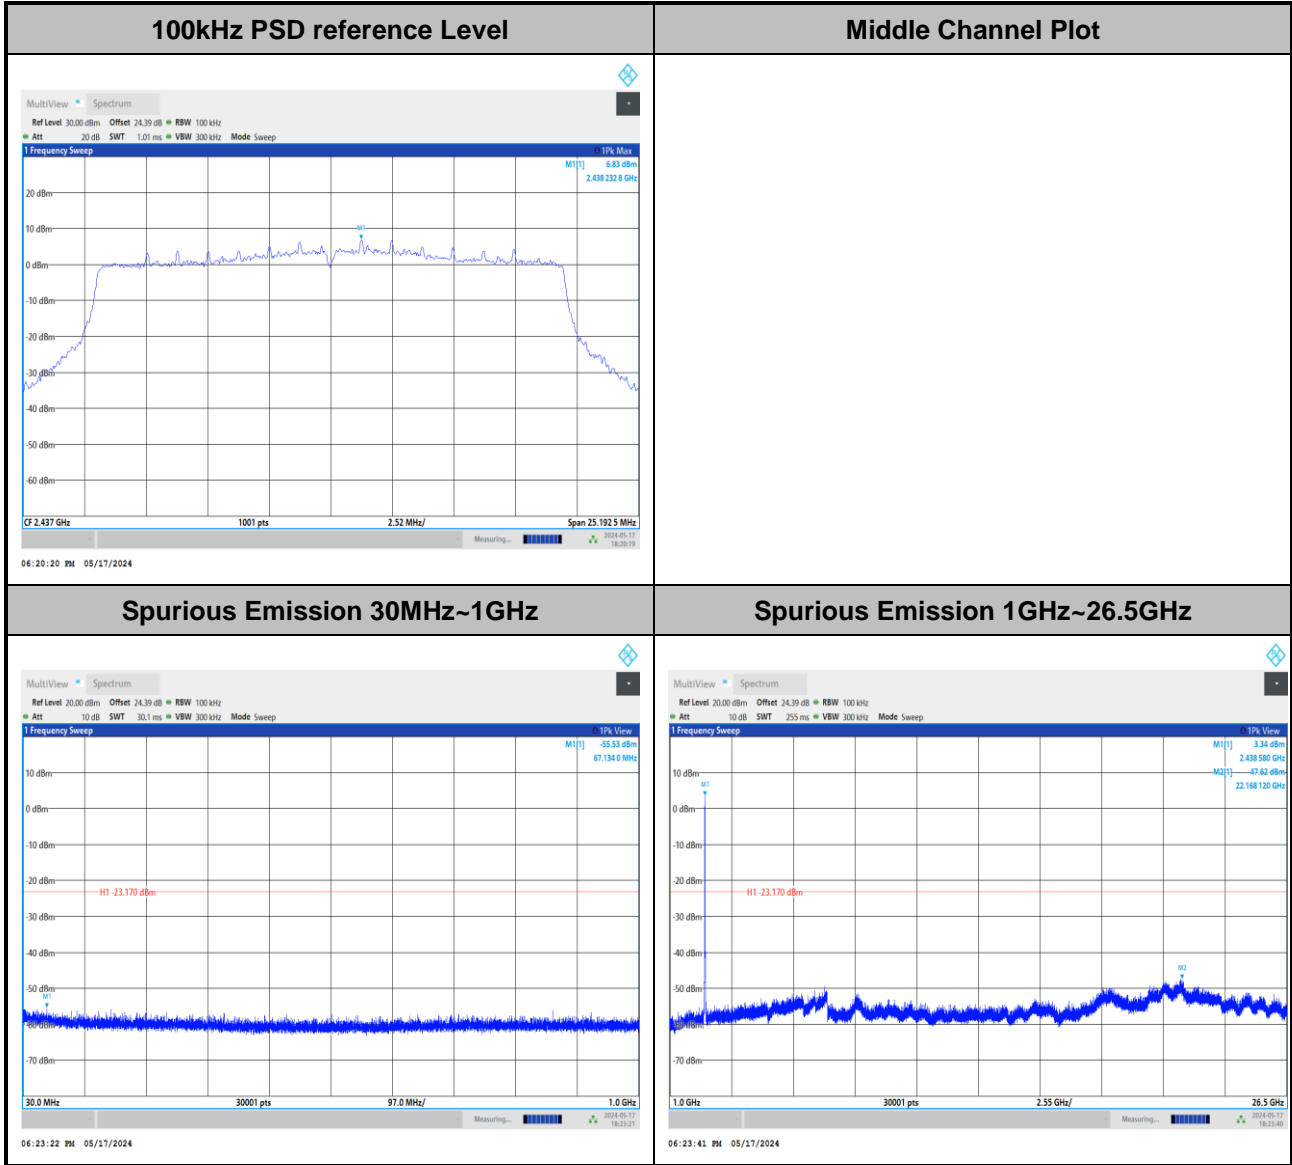 100kHz PSD reference Level
Middle Channel Plot
MultiView Spectrum
Ref Level 30.00 dBm Offset 24.39 dB RBW 100 kHz
Att 20 dB SWT 1.01 ms VBW 300 kHz Mode Sweep
1 Frequency Sweep 1Pk Max
M1[1] 6.83 dBm
2.438 232 8 GHz
20 dBm
10 dBm
M1
0 dBm
-10 dBm
-20 dBm
-30 dBm
-40 dBm
-50 dBm
-60 dBm
CF 2.437 GHz 1001 pts 2.52 MHz/ Span 25.192 5 MHz
Measuring... 2024-05-17
18:20:19
06:20:20 PM 05/17/2024
Spurious Emission 30MHz~1GHz
Spurious Emission 1GHz~26.5GHz
MultiView Spectrum
Ref Level 20.00 dBm Offset 24.39 dB RBW 100 kHz
Att 10 dB SWT 30.1 ms VBW 300 kHz Mode Sweep
1 Frequency Sweep 1Pk View
M1[1] -55.53 dBm
67.134 0 MHz
10 dBm
0 dBm
-10 dBm
-20 dBm
H1 -23.170 dBm
-30 dBm
-40 dBm
-50 dBm
M1
-60 dBm
-70 dBm
30.0 MHz 30001 pts 97.0 MHz/ 1.0 GHz
Measuring... 2024-05-17
18:23:21
06:23:22 PM 05/17/2024
MultiView Spectrum
Ref Level 20.00 dBm Offset 24.39 dB RBW 100 kHz
Att 10 dB SWT 255 ms VBW 300 kHz Mode Sweep
1 Frequency Sweep 1Pk View
M1[1] 3.34 dBm
2.438 580 GHz
M2[1] -47.62 dBm
22.168 120 GHz
10 dBm
M1
0 dBm
-10 dBm
-20 dBm
H1 -23.170 dBm
-30 dBm
-40 dBm
M2
-50 dBm
-60 dBm
-70 dBm
1.0 GHz 30001 pts 2.55 GHz/ 26.5 GHz
Measuring... 2024-05-17
18:23:40
06:23:41 PM 05/17/2024